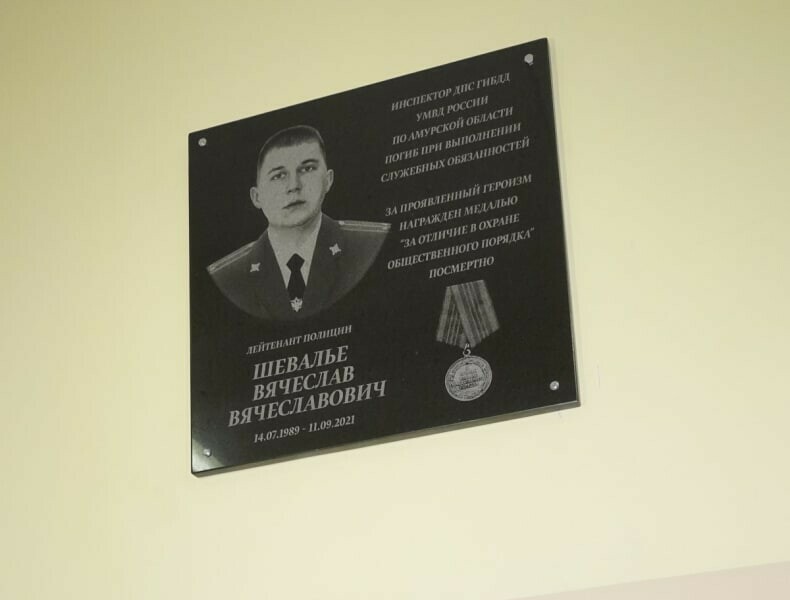 ИНСПЕКТОР ДПС ГИБДД
УМВД РОССИИ
ПО АМУРСКОЙ ОБЛАСТИ
ПОГИБ ПРИ ВЫПОЛНЕНИИ
СЛУЖЕБНЫХ ОБЯЗАННОСТЕЙ
ЗА ПРОЯВЛЕННЫЙ ГЕРОИЗМ
НАГРАЖДЕН МЕДАЛЬЮ
"ЗА ОТЛИЧИЕ В ОХРАНЕ
ОБЩЕСТВЕННОГО ПОРЯДКА"
ПОСМЕРТНО
ЛЕЙТЕНАНТ ПОЛИЦИИ
ШЕВАЛЬЕ
ВЯЧЕСЛАВ
ВЯЧЕСЛАВОВИЧ
14.07.1989 - 11.09.2021